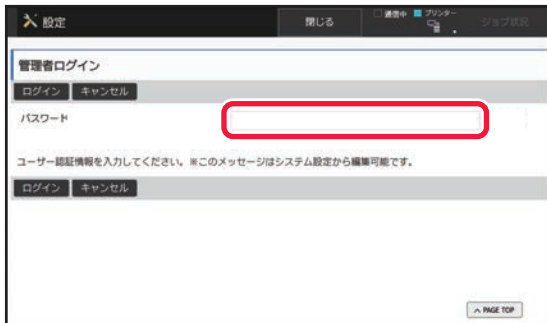 設定
閉じる
通信中
プリンター
ジョブ状況
管理者ログイン
ログイン
キャンセル
パスワード
ユーザー認証情報を入力してください。※このメッセージはシステム設定から編集可能です。
ログイン
キャンセル
PAGE TOP